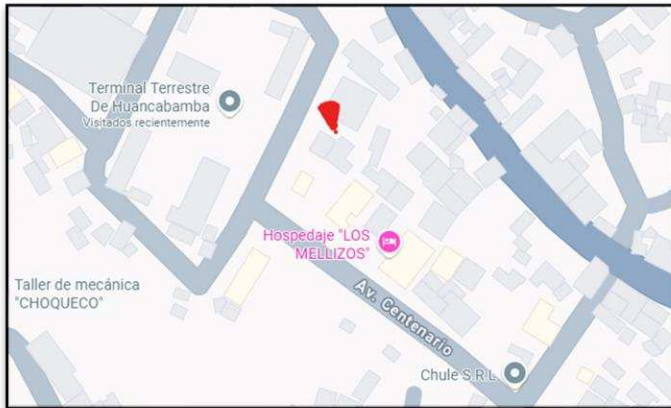 Terminal Terrestre
De Huancabamba
Visitados recientemente
Hospedaje "LOS
MELLIZOS"
Taller de mecánica
"CHOQUECO"
Av. Centenario
Chule S.R.L